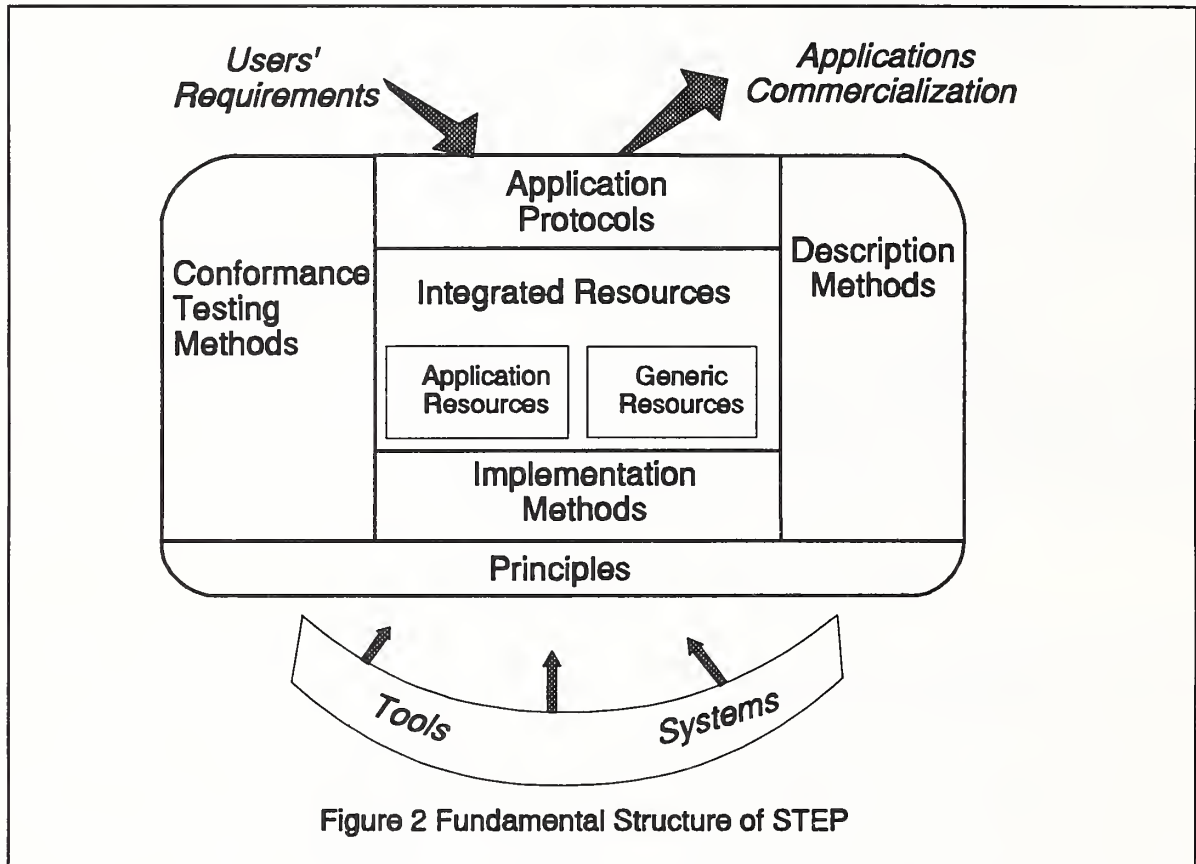 Users'
Requirements
Applications
Commercialization
Application
Protocols
Conformance
Testing
Methods
Integrated Resources
Description
Methods
Application
Resources
Generic
Resources
Implementation
Methods
Principles
Tools
Systems
Figure 2 Fundamental Structure of STEP